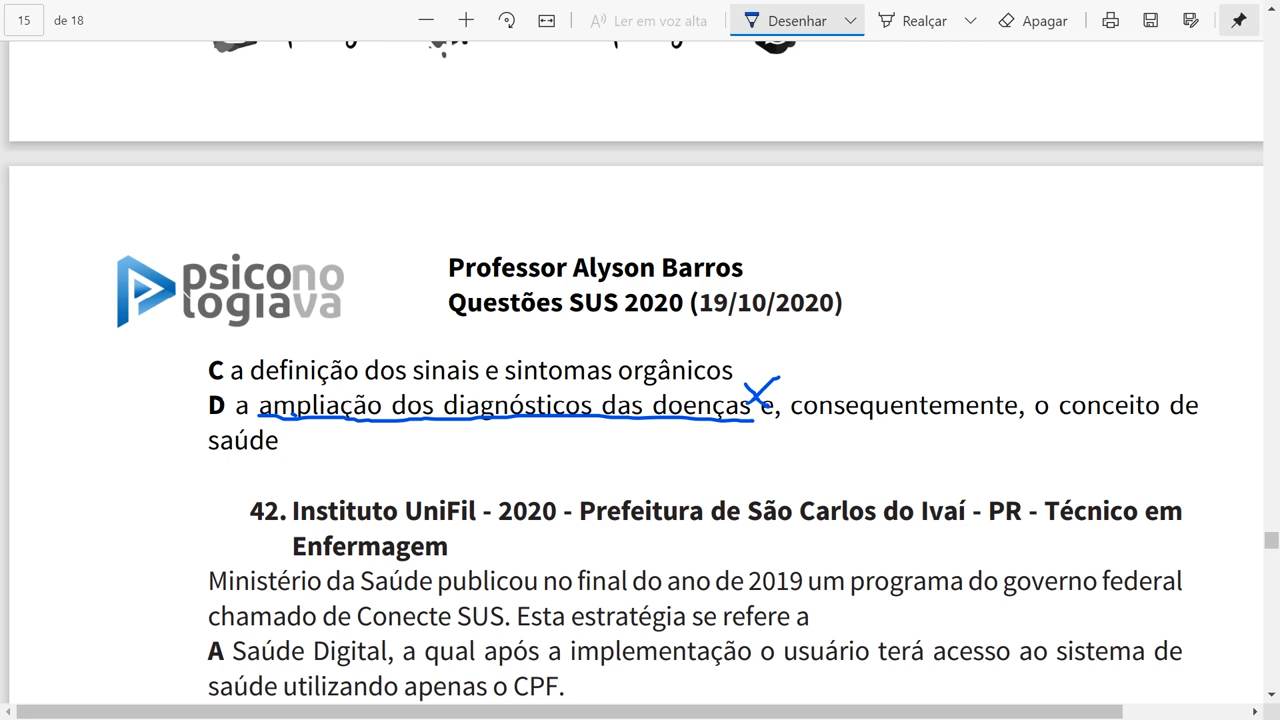 15 de 18 Ler em voz alta Desenhar Realçar Apagar
psicono
logiava
Professor Alyson Barros
Questões SUS 2020 (19/10/2020)
C a definição dos sinais e sintomas orgânicos
D a ampliação dos diagnósticos das doenças e, consequentemente, o conceito de
saúde
42. Instituto UniFil - 2020 - Prefeitura de São Carlos do Ivaí - PR - Técnico em
Enfermagem
Ministério da Saúde publicou no final do ano de 2019 um programa do governo federal
chamado de Conecte SUS. Esta estratégia se refere a
A Saúde Digital, a qual após a implementação o usuário terá acesso ao sistema de
saúde utilizando apenas o CPF.